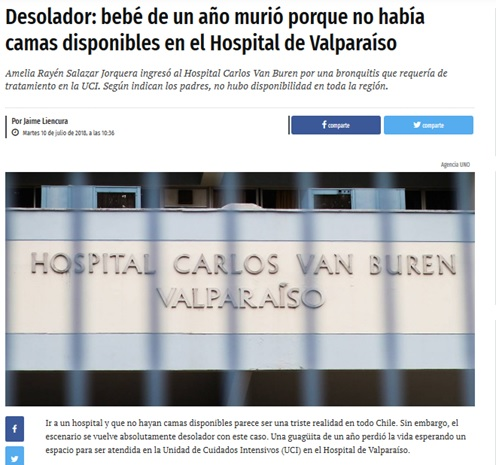 Desolador: bebé de un año murió porque no había
camas disponibles en el Hospital de Valparaíso
Amelia Rayén Salazar Jorquera ingresó al Hospital Carlos Van Buren por una bronquitis que requería de
tratamiento en la UCI. Según indican los padres, no hubo disponibilidad en toda la región.
Por Jaime Liencura
Martes 10 de julio de 2018, a las 10:36
comparte
comparte
Agencia UNO
HOSPITAL CARLOS VAN BUREN
VALPARAÍSO
Ir a un hospital y que no hayan camas disponibles parece ser una triste realidad en todo Chile. Sin embargo, el
escenario se vuelve absolutamente desolador con este caso. Una guagüita de un año perdió la vida esperando un
espacio para ser atendida en la Unidad de Cuidados Intensivos (UCI) en el Hospital de Valparaíso.